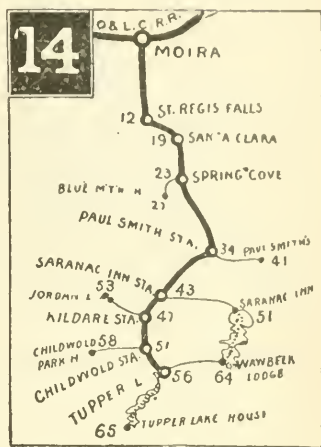 O & L.C. R.R.
14
MOIRA
12 ST. REGIS FALLS
19 SANTA CLARA
23 SPRING COVE
BLUE M'T'N H
27
PAUL SMITH STA.
34 PAUL SMITH'S
41
SARANAC INN STA.
53 43 SARANAC INN
JORDAN L 51
KILDARE STA. 47
CHILDWOLD 58
PARK H
CHILDWOLD STA. 51
TUPPER L 56 64 WAWBEEK
LODGE
65 TUPPER LAKE HOUSE